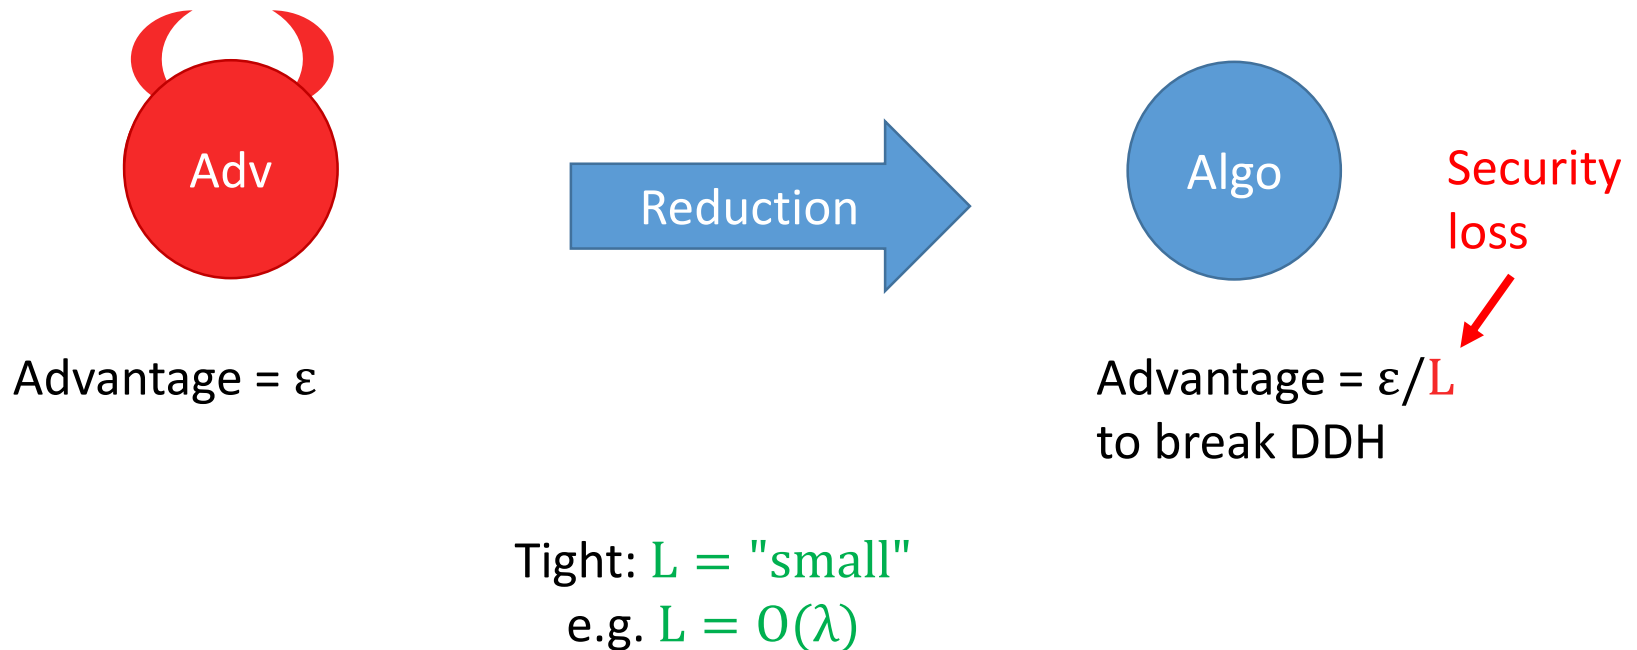 Adv
Reduction
Algo
Security
loss
Advantage = ε
Advantage = ε/L
to break DDH
Tight: L = "small"
e.g. L = O(λ)